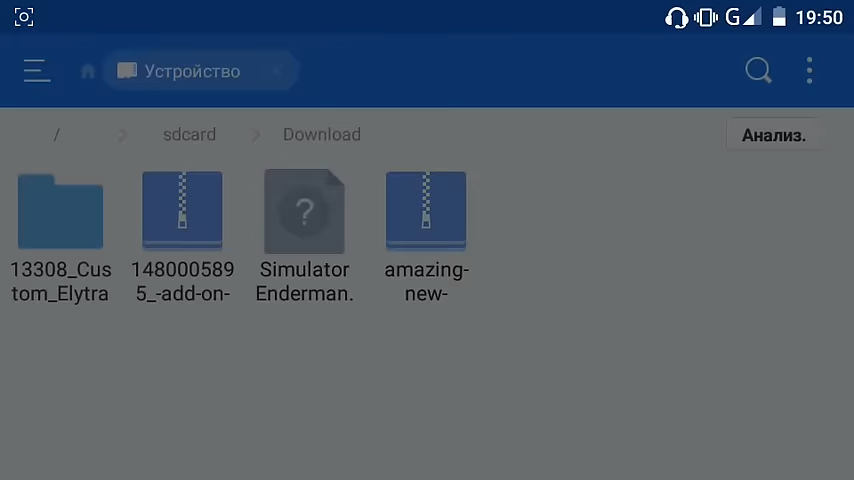 G 19:50
Устройство
/ sdcard Download
Анализ.
13308_Cus
tom_Elytra
148000589
5_-add-on-
Simulator
Enderman.
amazing-
new-